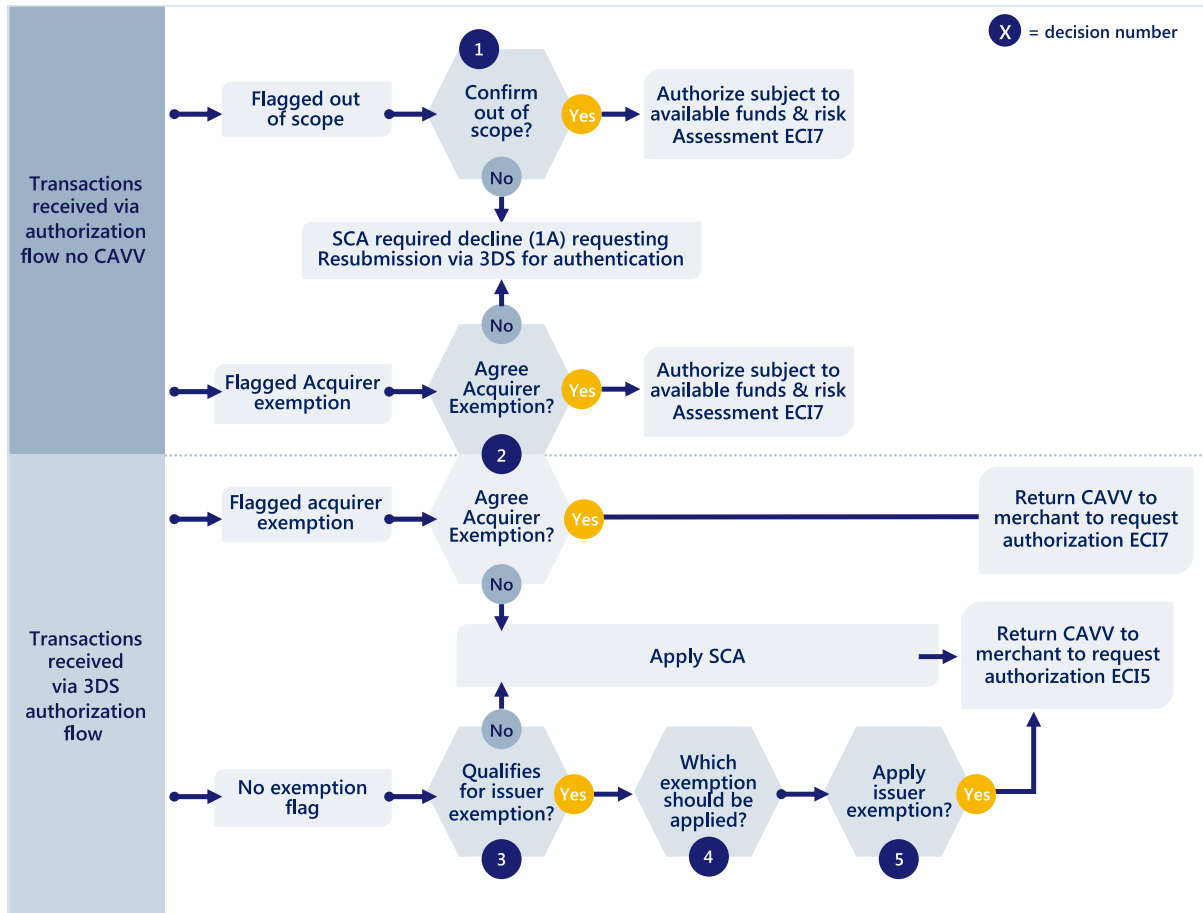 X = decision number
Transactions
received via
authorization
flow no CAVV
Flagged out
of scope
1
Confirm
out of
scope?
Yes
Authorize subject to
available funds & risk
Assessment ECI7
No
SCA required decline (1A) requesting
Resubmission via 3DS for authentication
No
Flagged Acquirer
exemption
Agree
Acquirer
Exemption?
Yes
Authorize subject to
available funds & risk
Assessment ECI7
2
Transactions
received
via 3DS
authorization
flow
Flagged acquirer
exemption
Agree
Acquirer
Exemption?
Yes
Return CAVV to
merchant to request
authorization ECI7
No
Apply SCA
Return CAVV to
merchant to request
authorization ECI5
No
No exemption
flag
Qualifies
for issuer
exemption?
Yes
3
Which
exemption
should be
applied?
4
Apply
issuer
exemption?
Yes
5